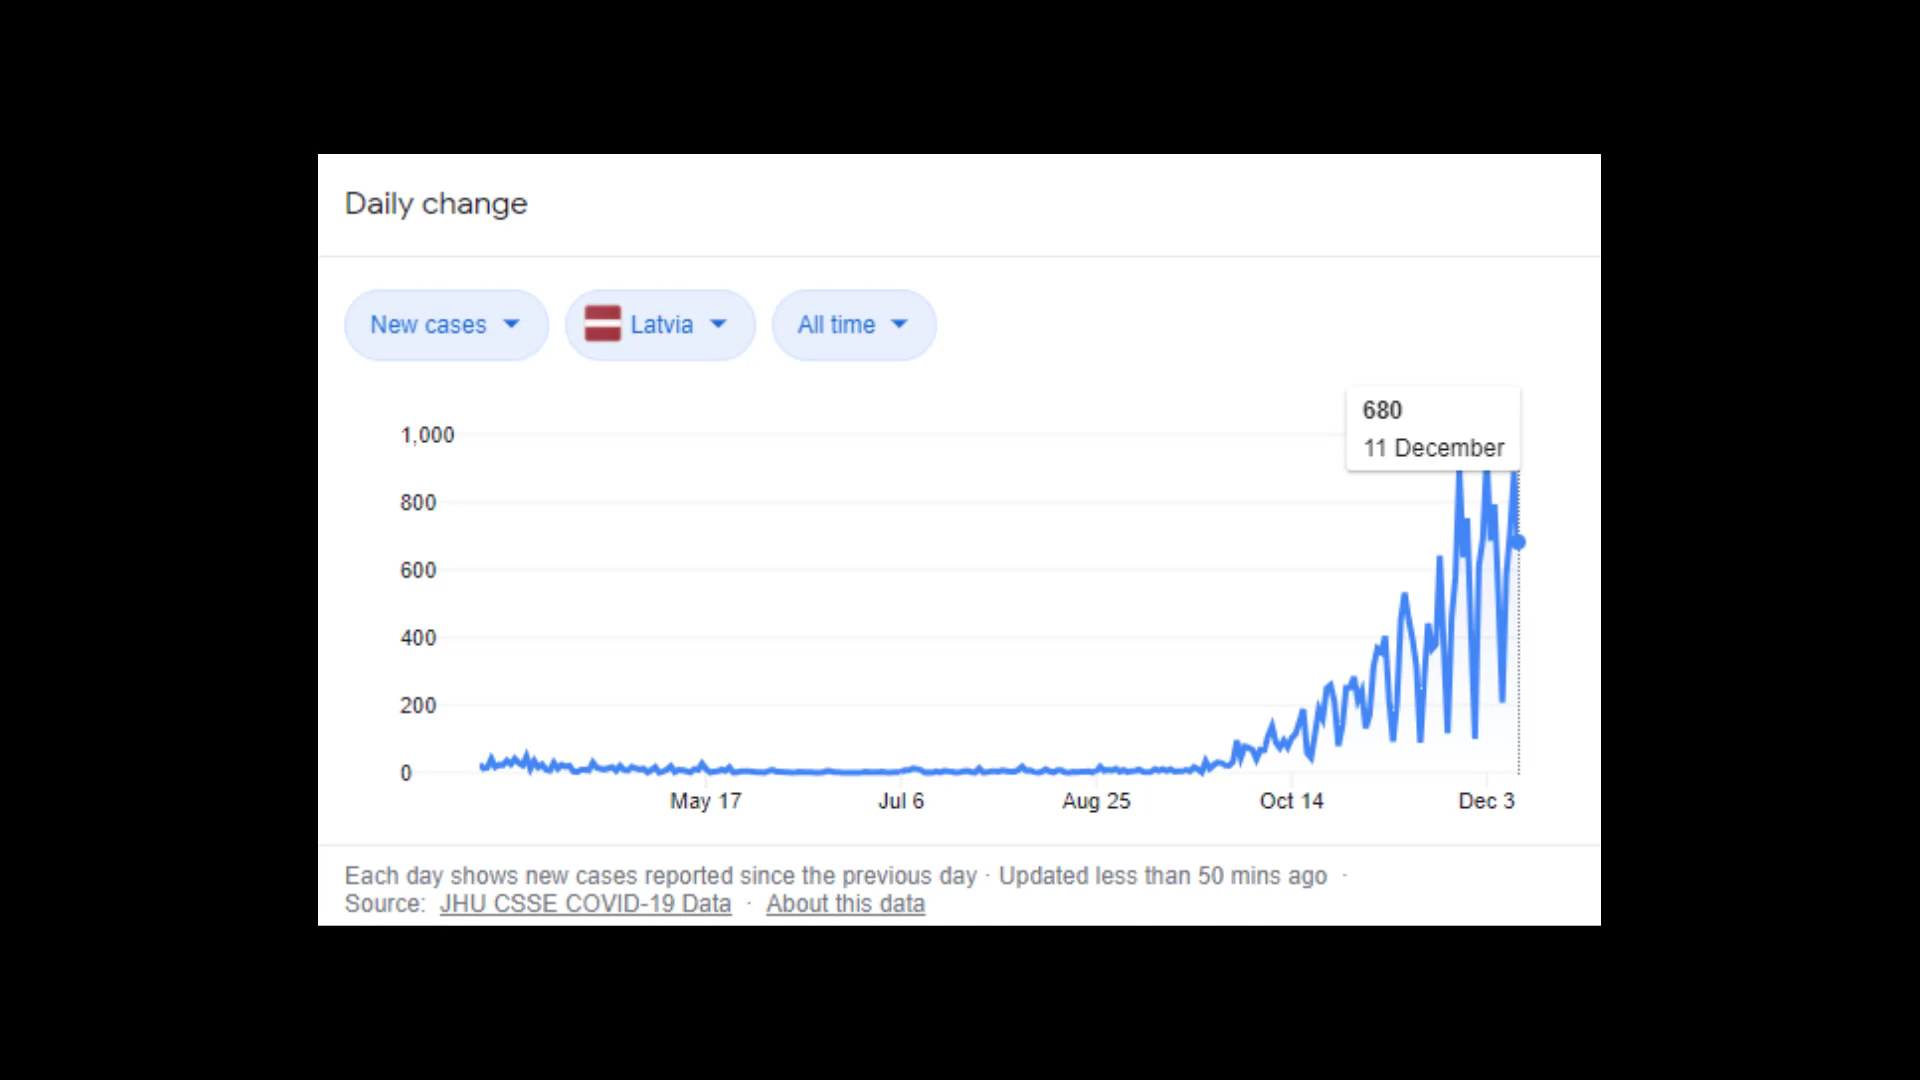 Daily change
New cases
Latvia
All time
680
11 December
1,000
800
600
400
200
0
May 17
Jul 6
Aug 25
Oct 14
Dec 3
Each day shows new cases reported since the previous day · Updated less than 50 mins ago ·
Source: JHU CSSE COVID-19 Data · About this data